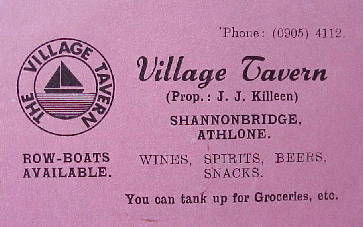 'Phone: (0905) 4112.
THE VILLAGE TAVERN
Village Tavern
(Prop.: J. J. Killeen)
SHANNONBRIDGE,
ATHLONE.
ROW-BOATS
AVAILABLE.
WINES, SPIRITS, BEERS,
SNACKS.
You can tank up for Groceries, etc.